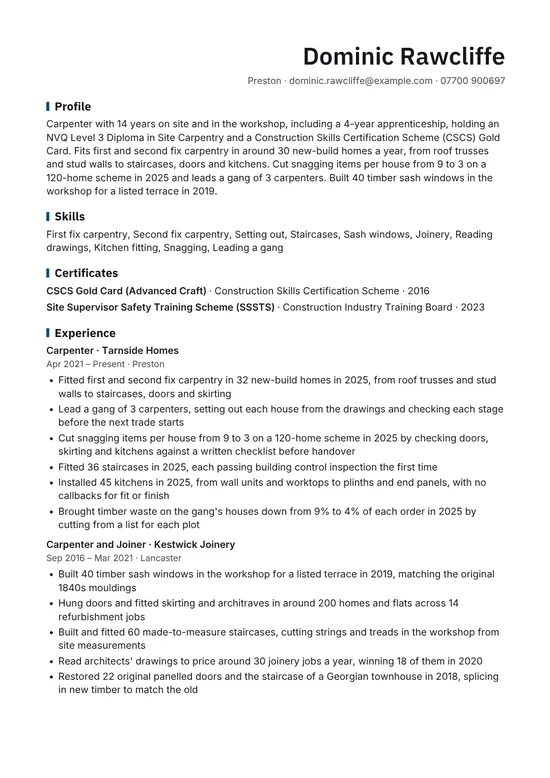 Dominic Rawcliffe
Preston · dominic.rawcliffe@example.com · 07700 900697
Profile
Carpenter with 14 years on site and in the workshop, including a 4-year apprenticeship, holding an
NVQ Level 3 Diploma in Site Carpentry and a Construction Skills Certification Scheme (CSCS) Gold
Card. Fits first and second fix carpentry in around 30 new-build homes a year, from roof trusses
and stud walls to staircases, doors and kitchens. Cut snagging items per house from 9 to 3 on a
120-home scheme in 2025 and leads a gang of 3 carpenters. Built 40 timber sash windows in the
workshop for a listed terrace in 2019.
Skills
First fix carpentry, Second fix carpentry, Setting out, Staircases, Sash windows, Joinery, Reading
drawings, Kitchen fitting, Snagging, Leading a gang
Certificates
CSCS Gold Card (Advanced Craft) · Construction Skills Certification Scheme · 2016
Site Supervisor Safety Training Scheme (SSSTS) · Construction Industry Training Board · 2023
Experience
Carpenter · Tarnside Homes
Apr 2021 – Present · Preston
• Fitted first and second fix carpentry in 32 new-build homes in 2025, from roof trusses and stud
walls to staircases, doors and skirting
• Lead a gang of 3 carpenters, setting out each house from the drawings and checking each stage
before the next trade starts
• Cut snagging items per house from 9 to 3 on a 120-home scheme in 2025 by checking doors,
skirting and kitchens against a written checklist before handover
• Fitted 36 staircases in 2025, each passing building control inspection the first time
• Installed 45 kitchens in 2025, from wall units and worktops to plinths and end panels, with no
callbacks for fit or finish
• Brought timber waste on the gang's houses down from 9% to 4% of each order in 2025 by
cutting from a list for each plot
Carpenter and Joiner · Kestwick Joinery
Sep 2016 – Mar 2021 · Lancaster
• Built 40 timber sash windows in the workshop for a listed terrace in 2019, matching the original
1840s mouldings
• Hung doors and fitted skirting and architraves in around 200 homes and flats across 14
refurbishment jobs
• Built and fitted 60 made-to-measure staircases, cutting strings and treads in the workshop from
site measurements
• Read architects' drawings to price around 30 joinery jobs a year, winning 18 of them in 2020
• Restored 22 original panelled doors and the staircase of a Georgian townhouse in 2018, splicing
in new timber to match the old